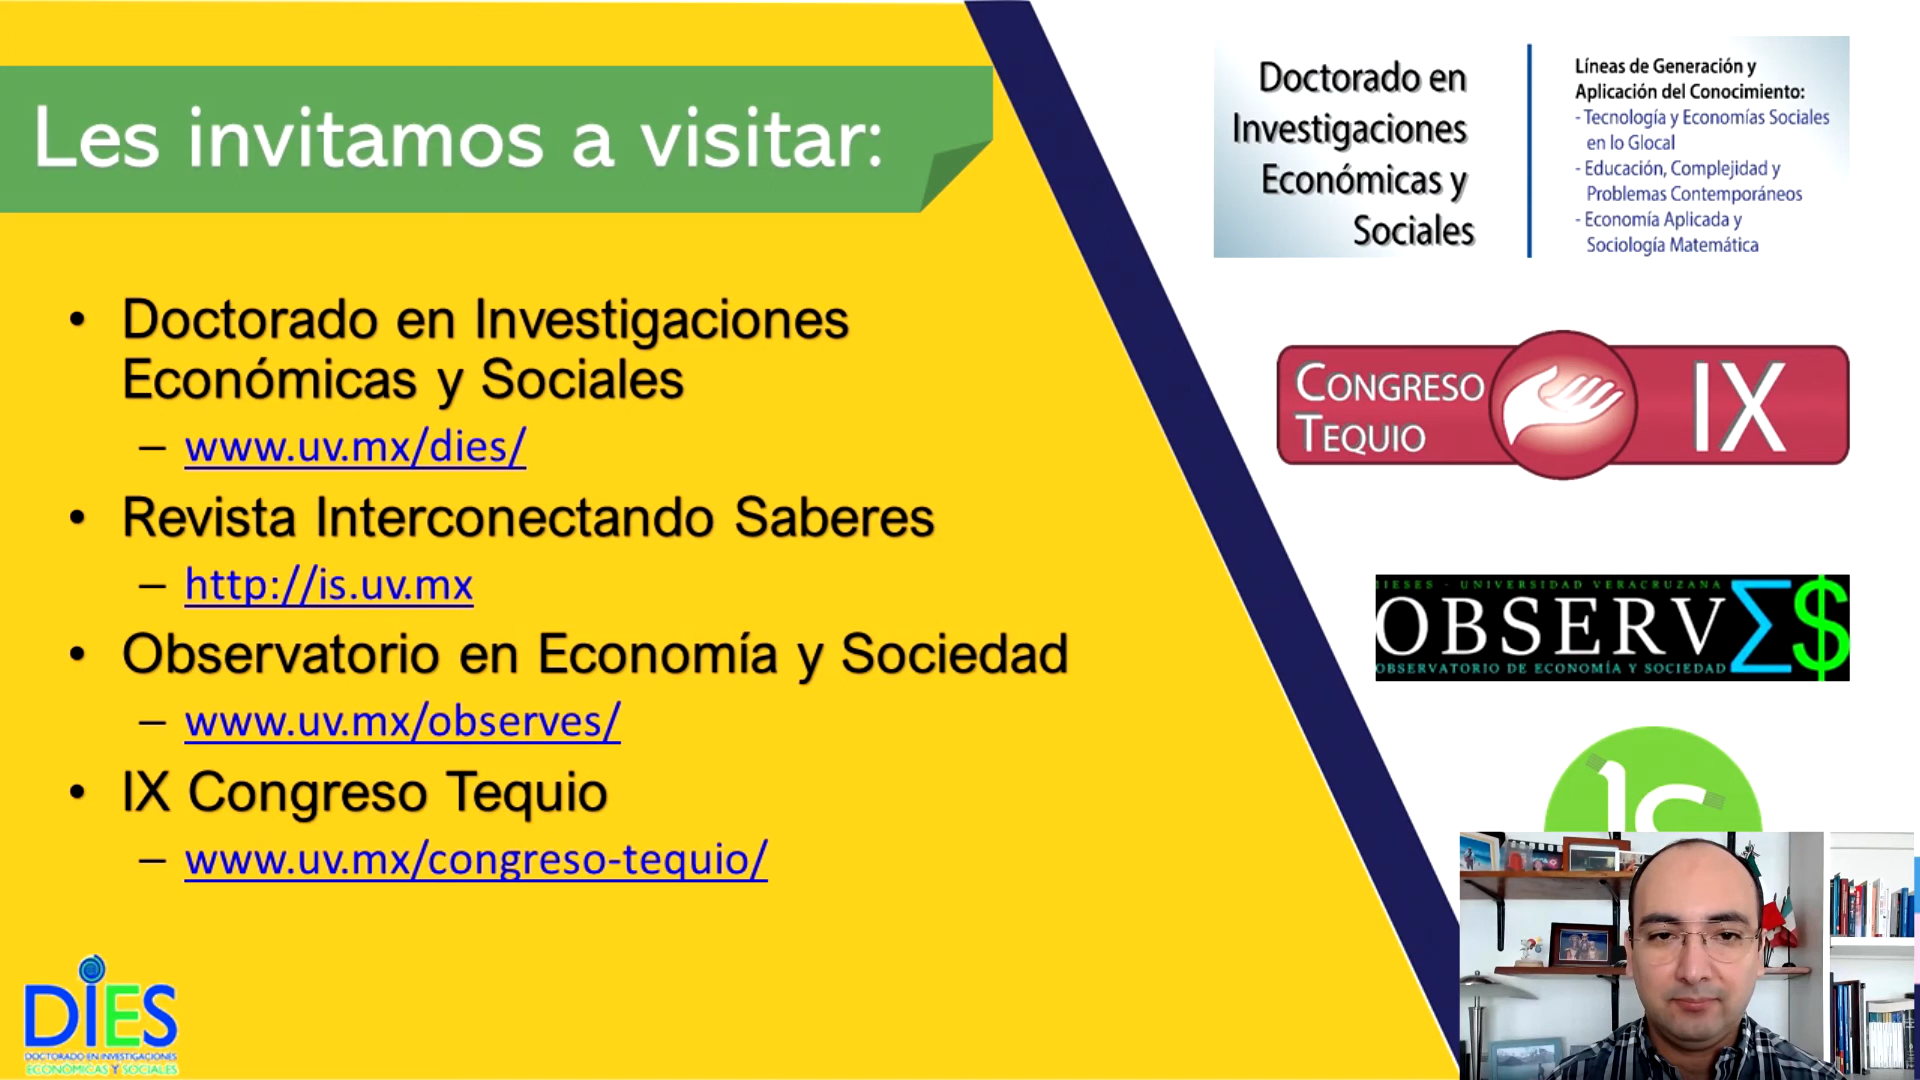 Les invitamos a visitar:
• Doctorado en Investigaciones
Económicas y Sociales
– www.uv.mx/dies/
• Revista Interconectando Saberes
– http://is.uv.mx
• Observatorio en Economía y Sociedad
– www.uv.mx/observes/
• IX Congreso Tequio
– www.uv.mx/congreso-tequio/
DIES
DOCTORADO EN INVESTIGACIONES
ECONÓMICAS Y SOCIALES
Doctorado en
Investigaciones
Económicas y
Sociales
Líneas de Generación y
Aplicación del Conocimiento:
- Tecnología y Economías Sociales
en lo Glocal
- Educación, Complejidad y
Problemas Contemporáneos
- Economía Aplicada y
Sociología Matemática
CONGRESO
TEQUIO
IX
IIESES - UNIVERSIDAD VERACRUZANA
OBSERVΣ$
OBSERVATORIO DE ECONOMÍA Y SOCIEDAD